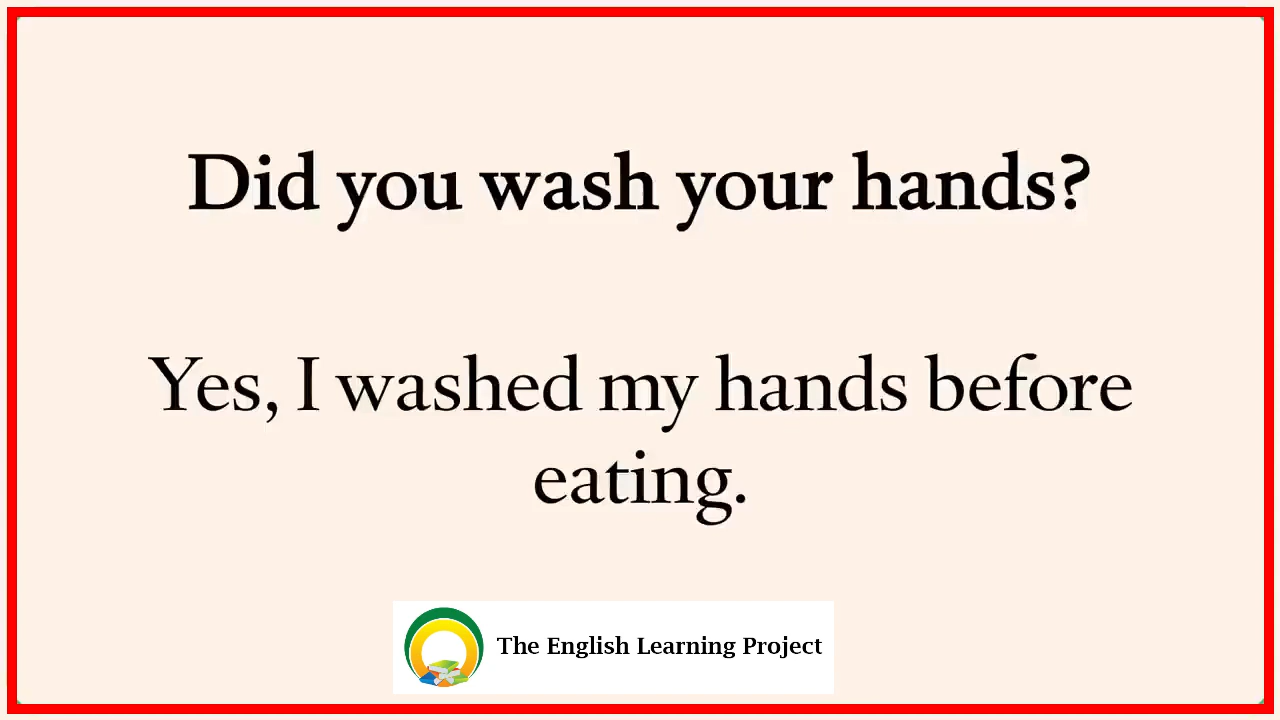 Did you wash your hands?
Yes, I washed my hands before
eating.
The English Learning Project